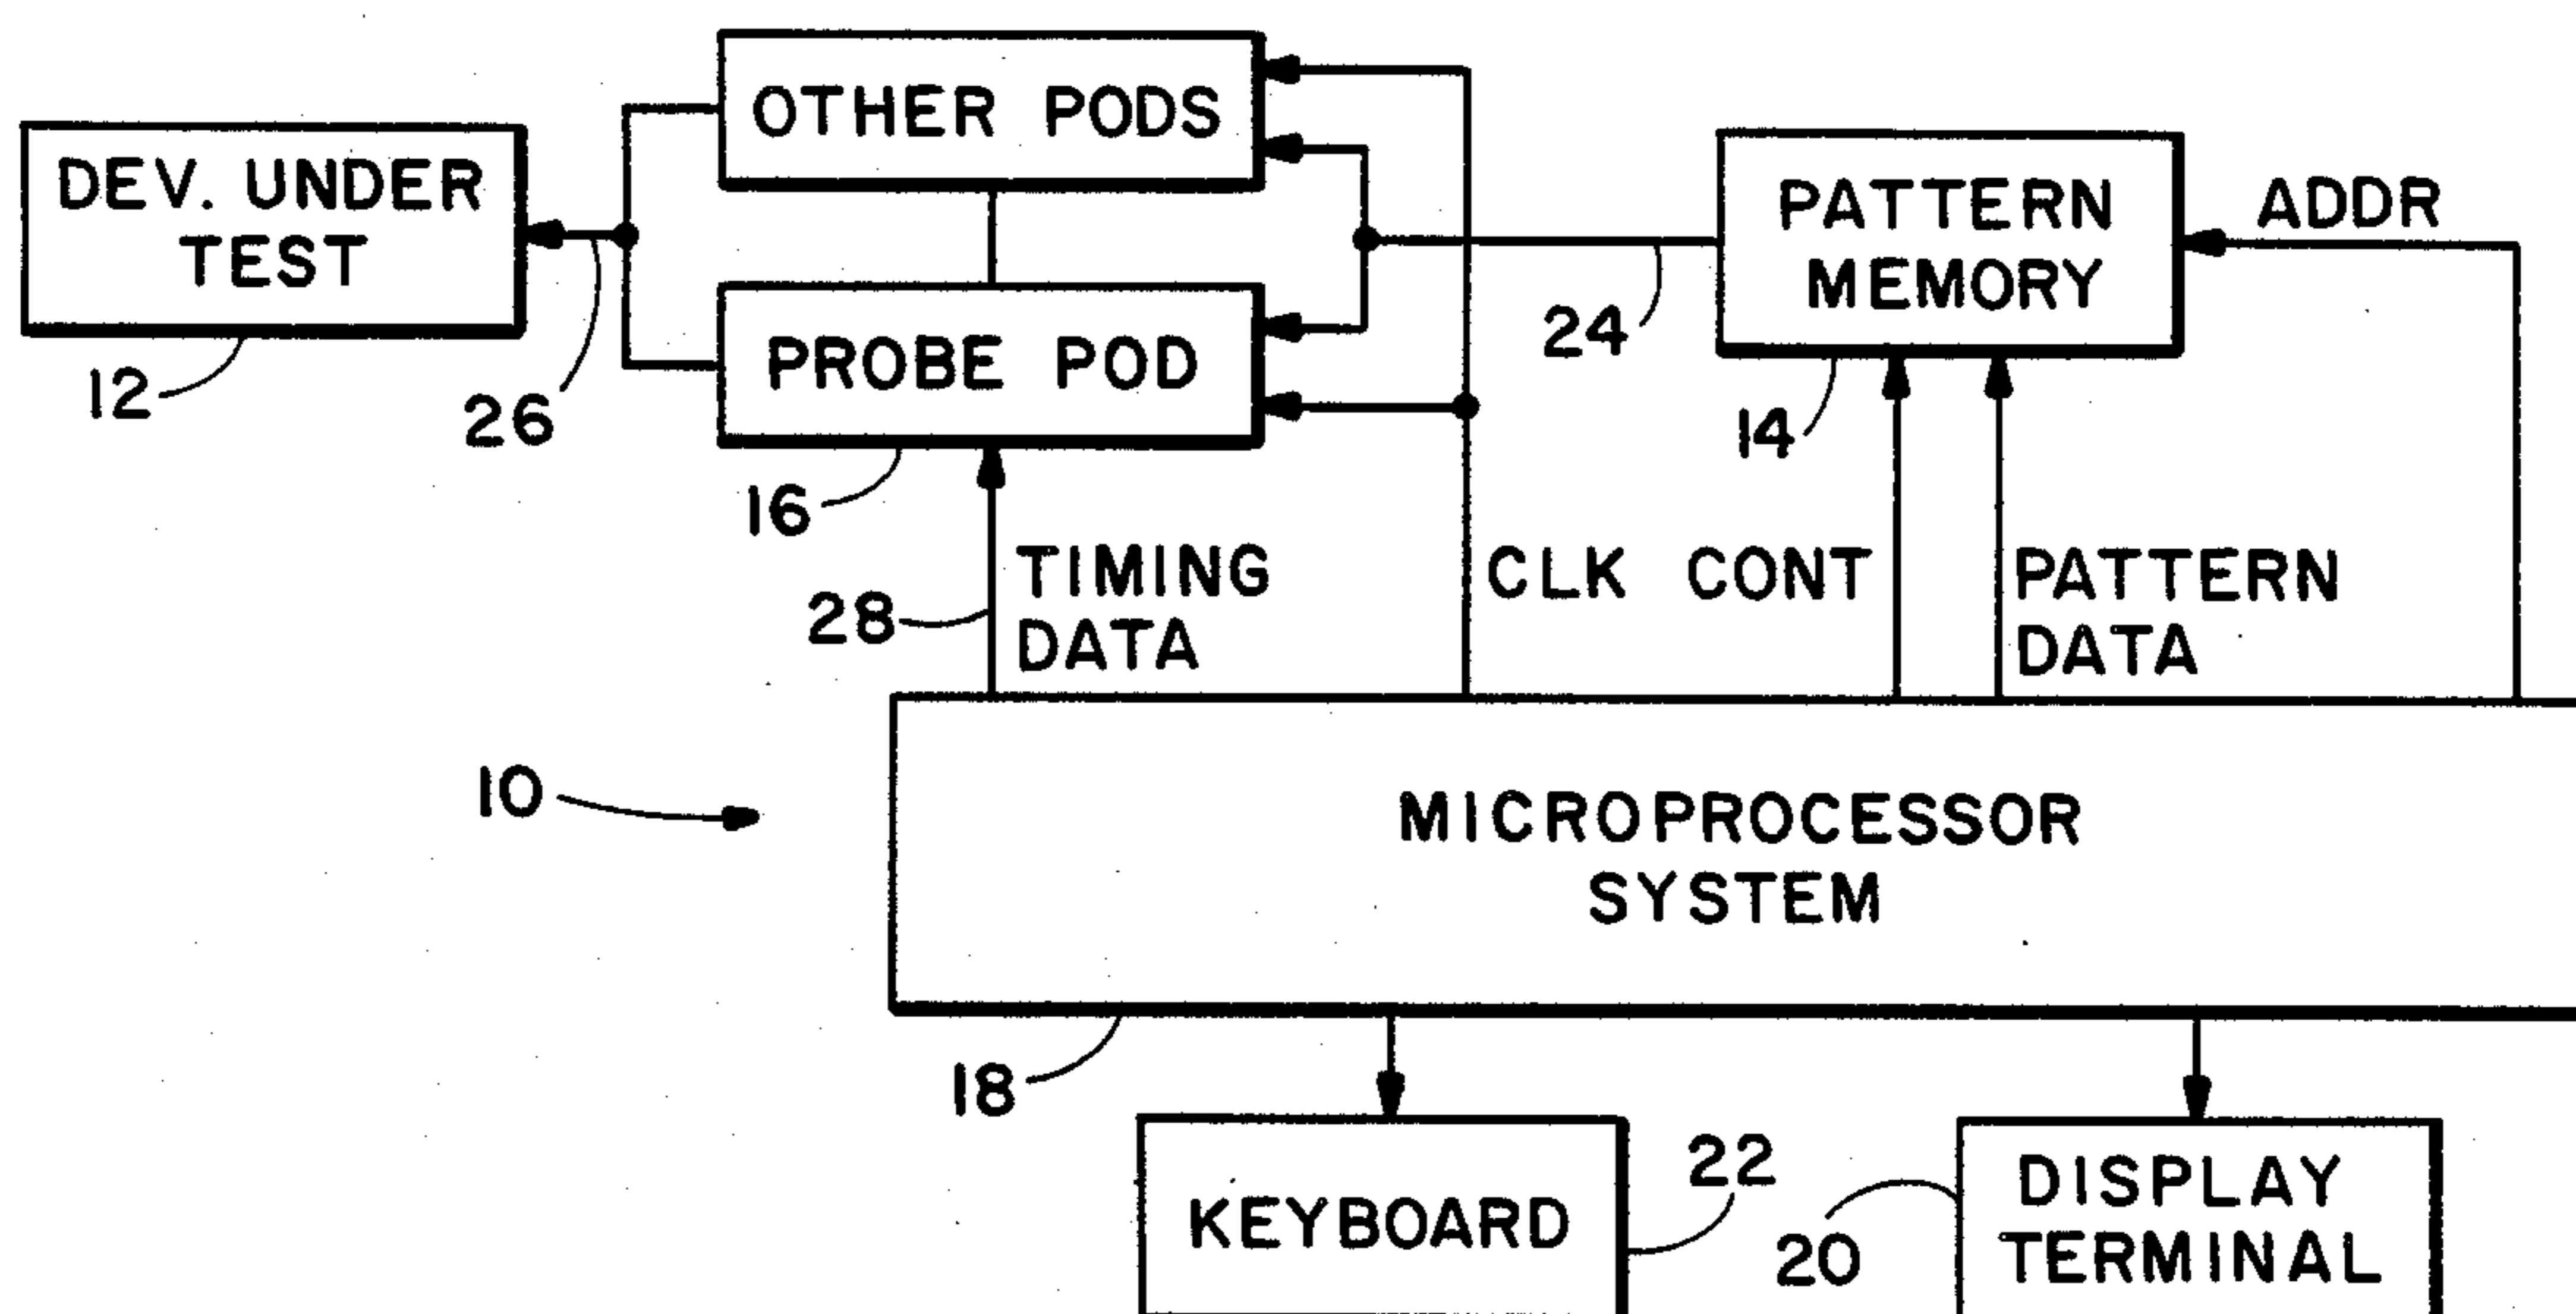 OTHER PODS
DEV. UNDER
TEST
PATTERN
MEMORY
ADDR
PROBE POD
24
12
26
14
16
TIMING
DATA
28
CLK CONT
PATTERN
DATA
10
MICROPROCESSOR
SYSTEM
18
KEYBOARD
22
DISPLAY
TERMINAL
20